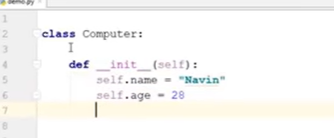 demo.py
1
2 class Computer:
3
4 def __init__(self):
5 self.name = "Navin"
6 self.age = 28
7
8